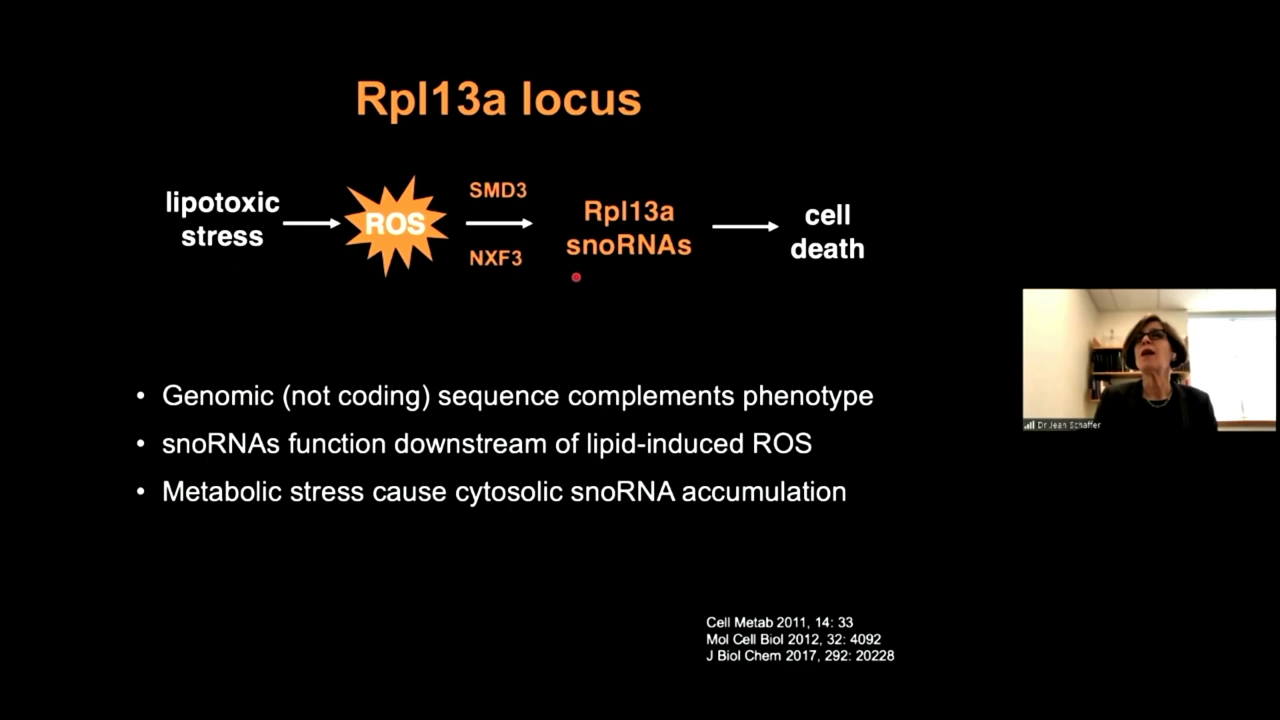 Rpl13a locus
lipotoxic
stress
ROS
SMD3
NXF3
Rpl13a
snoRNAs
cell
death
• Genomic (not coding) sequence complements phenotype
• snoRNAs function downstream of lipid-induced ROS
• Metabolic stress cause cytosolic snoRNA accumulation
Dr Jean Schaffer
Cell Metab 2011, 14: 33
Mol Cell Biol 2012, 32: 4092
J Biol Chem 2017, 292: 20228